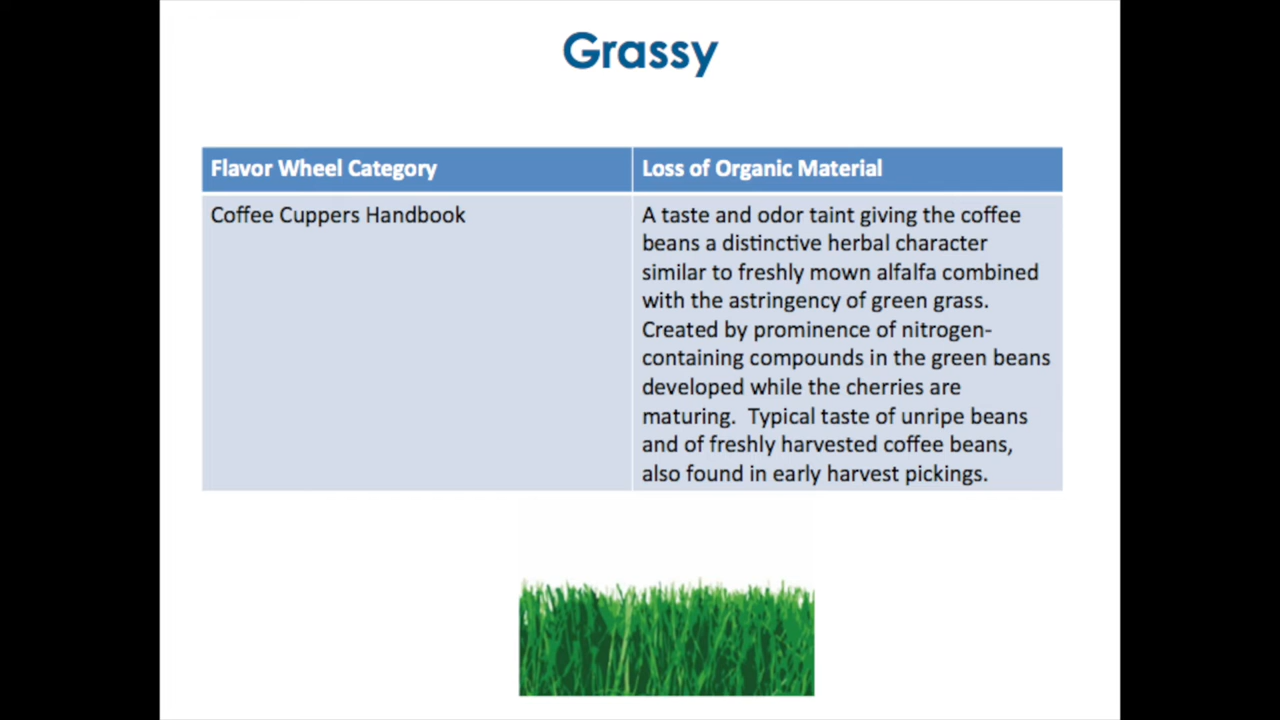 Grassy
Flavor Wheel Category
Loss of Organic Material
Coffee Cuppers Handbook
A taste and odor taint giving the coffee
beans a distinctive herbal character
similar to freshly mown alfalfa combined
with the astringency of green grass.
Created by prominence of nitrogen-
containing compounds in the green beans
developed while the cherries are
maturing.  Typical taste of unripe beans
and of freshly harvested coffee beans,
also found in early harvest pickings.